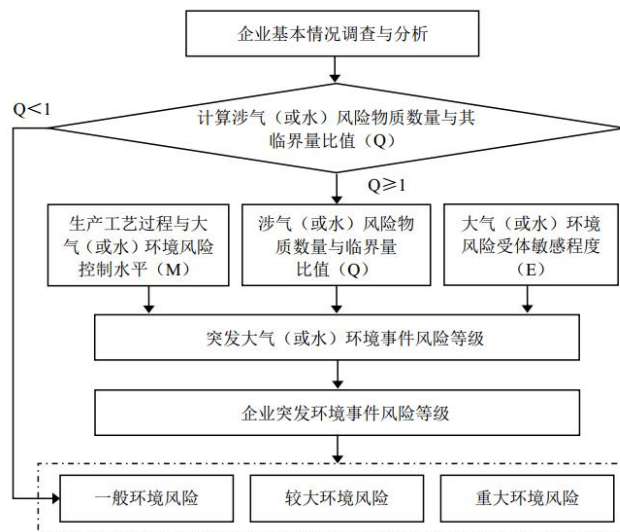 企业基本情况调查与分析
Q＜1
计算涉气（或水）风险物质数量与其
临界量比值（Q）
Q≥1
生产工艺过程与大
气（或水）环境风险
控制水平（M）
涉气（或水）风险物
质数量与临界量
比值（Q）
大气（或水）环境
风险受体敏感程度
（E）
突发大气（或水）环境事件风险等级
企业突发环境事件风险等级
一般环境风险
较大环境风险
重大环境风险